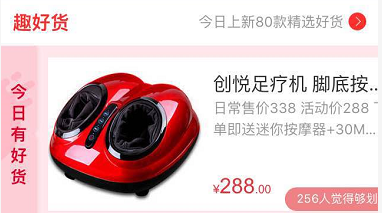 趣好货
今日上新80款精选好货
今日有好货
创悦足疗机 脚底按...
日常售价338 活动价288 下
单即送迷你按摩器+30M...
¥288.00
256人觉得够划